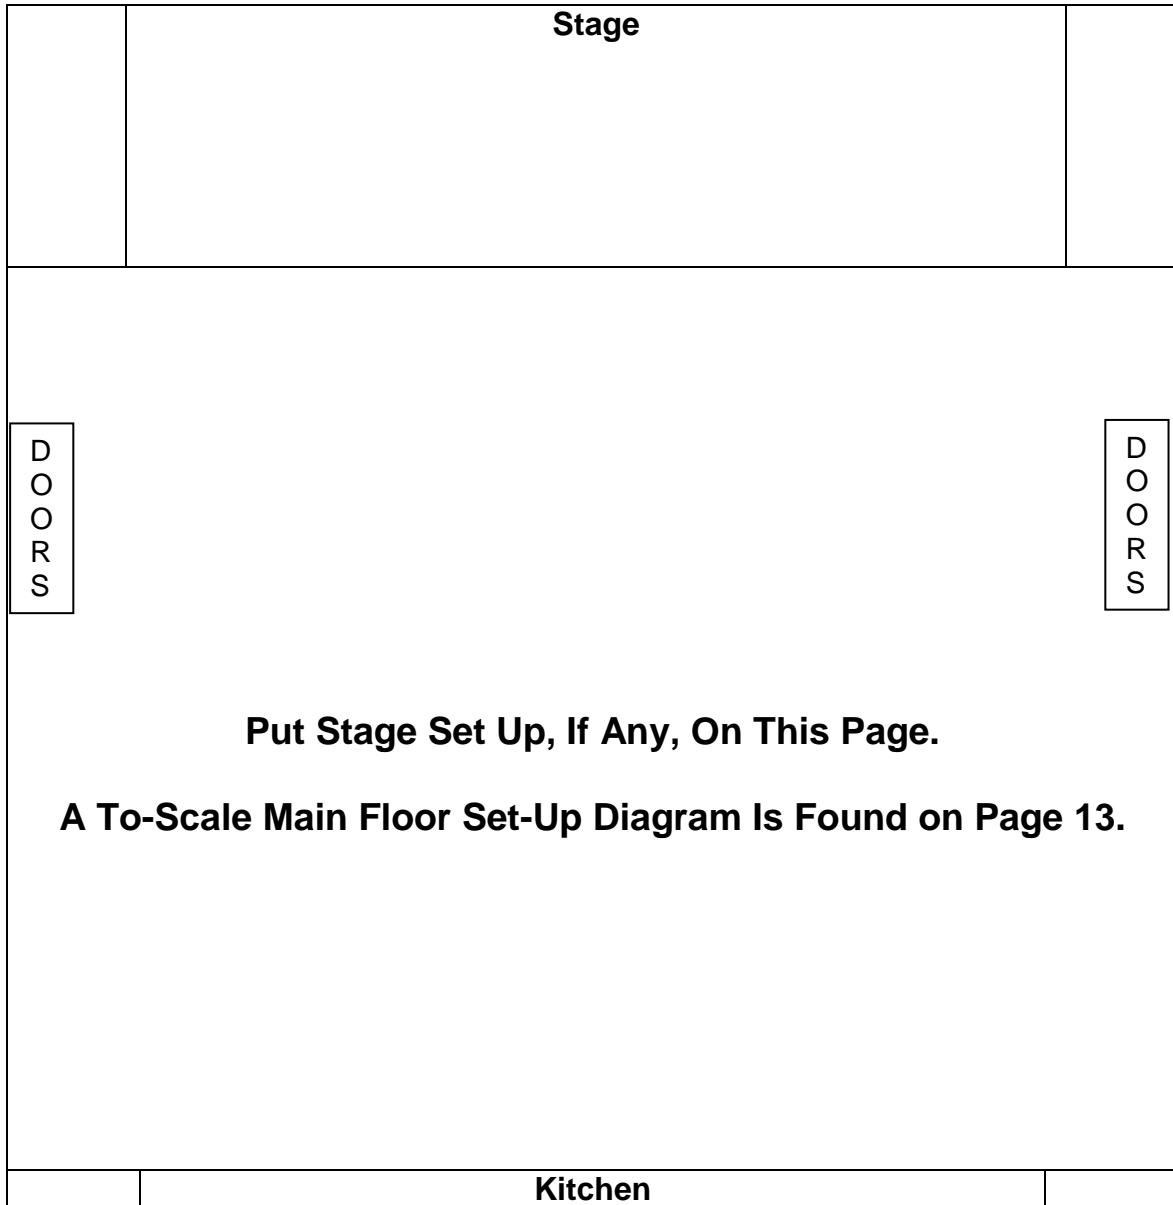 Stage
D
O
O
R
S
D
O
O
R
S
Put Stage Set Up, If Any, On This Page.
A To-Scale Main Floor Set-Up Diagram Is Found on Page 13.
Kitchen